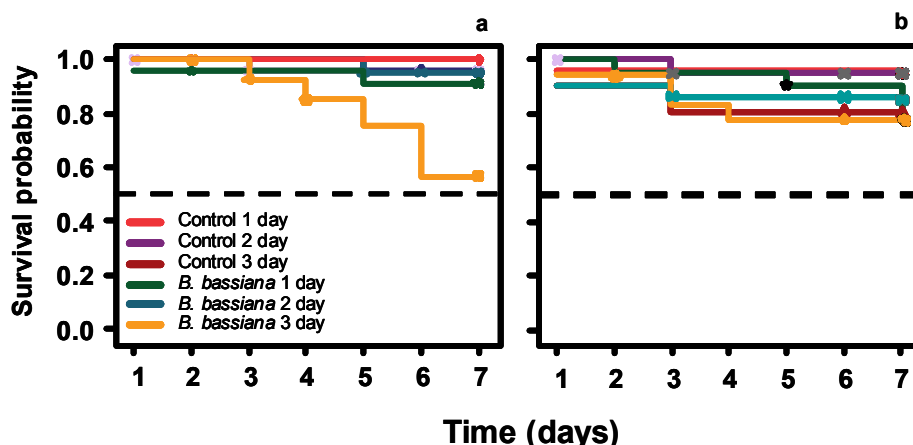 a
b
Survival probability
1.0
0.8
0.6
0.4
0.2
0.0
Control 1 day
Control 2 day
Control 3 day
B. bassiana 1 day
B. bassiana 2 day
B. bassiana 3 day
1 2 3 4 5 6 7
1 2 3 4 5 6 7
Time (days)